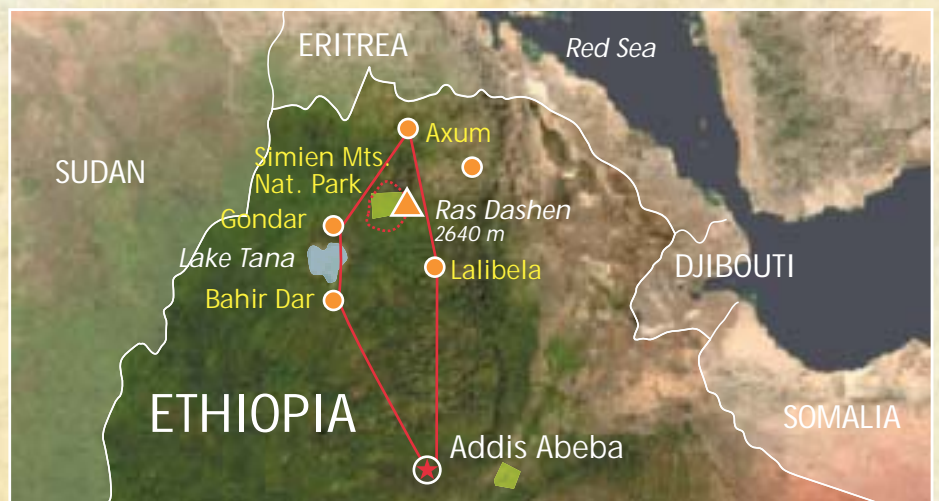 ERITREA
Red Sea
Axum
SUDAN
Simien Mts.
Nat. Park
Ras Dashen
2640 m
Gondar
Lake Tana
Lalibela
DJIBOUTI
Bahir Dar
ETHIOPIA
SOMALIA
Addis Abeba